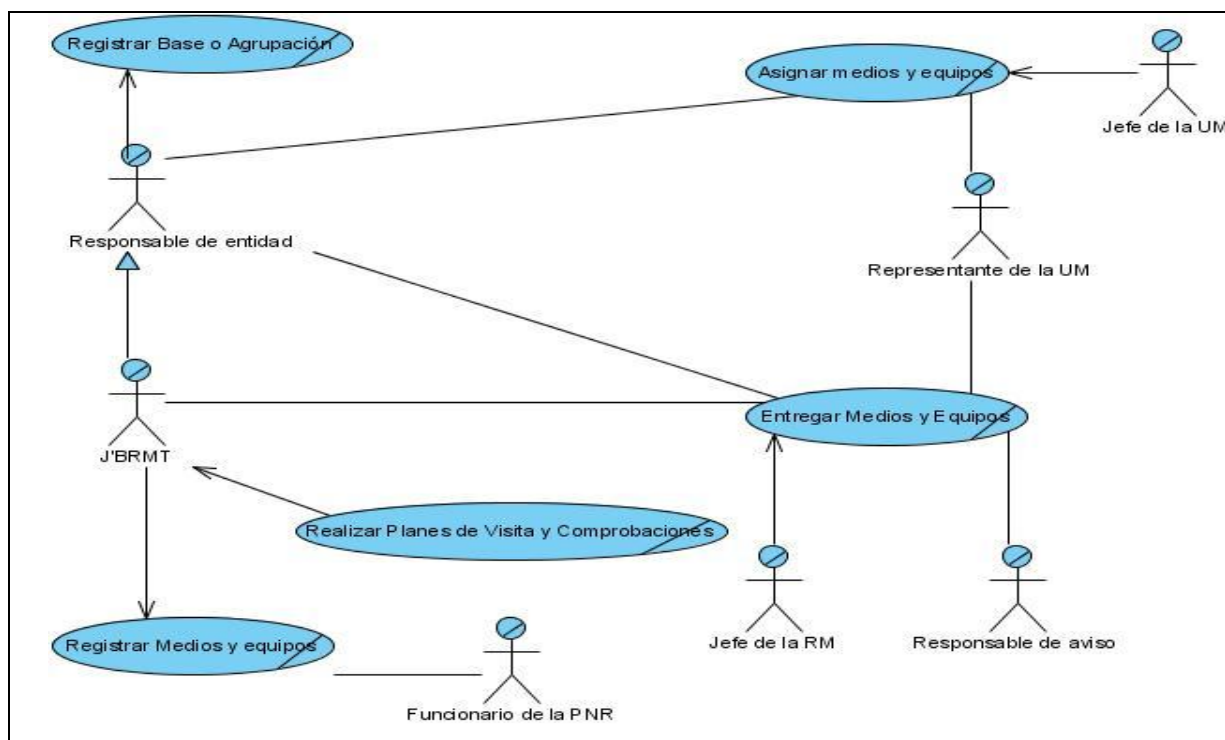 Registrar Base o Agrupación
Asignar medios y equipos
Jefe de la UM
Responsable de entidad
Representante de la UM
J'BRMT
Entregar Medios y Equipos
Realizar Planes de Visita y Comprobaciones
Registrar Medios y equipos
Jefe de la RM
Responsable de aviso
Funcionario de la PNR